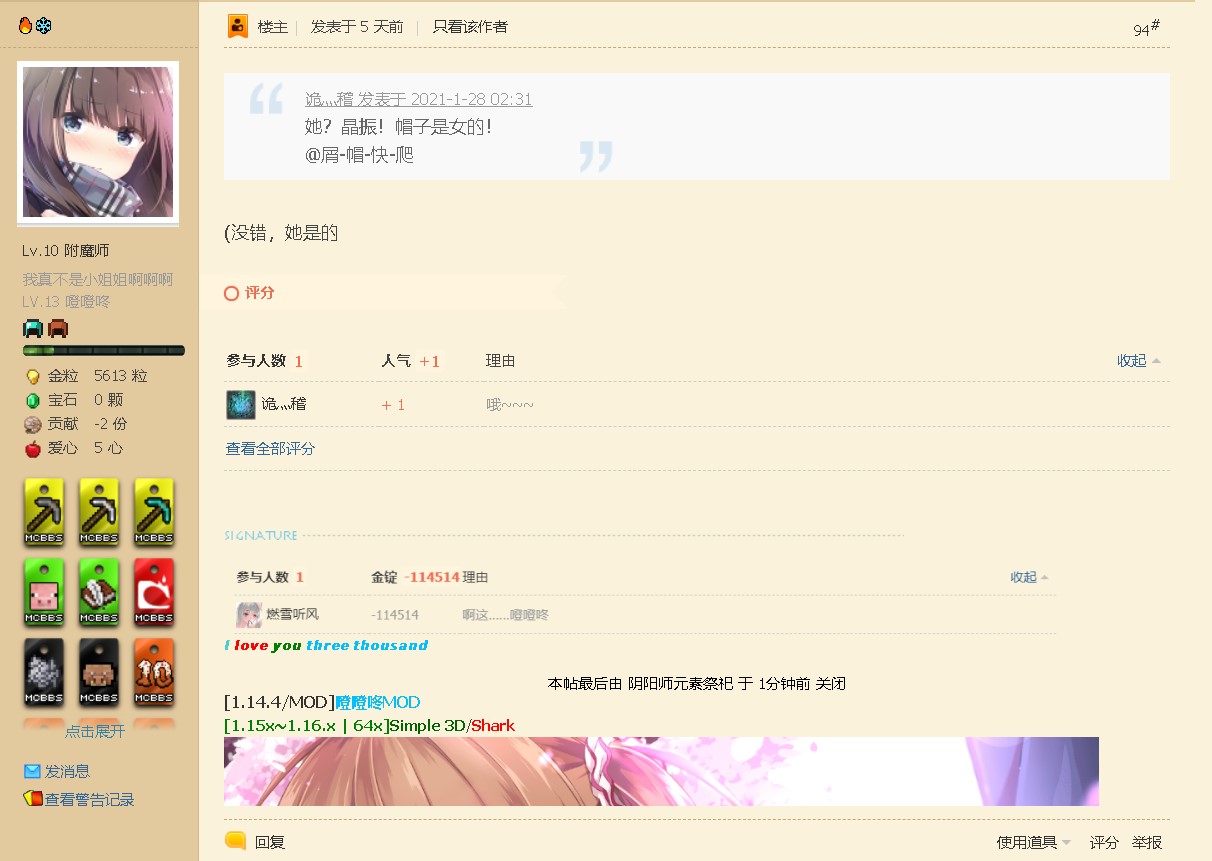 楼主 发表于 5 天前 只看该作者 94#
诡灬稽 发表于 2021-1-28 02:31
她？晶振！帽子是女的！
@屑-帽-快-爬
(没错，她是的
Lv.10 附魔师
我真不是小姐姐啊啊啊
LV.13 噔噔咚
金粒 5613 粒
宝石 0 颗
贡献 -2 份
爱心 5 心
MCBBS MCBBS MCBBS
MCBBS MCBBS MCBBS
MCBBS MCBBS 10 MCBBS
点击展开
发消息
查看警告记录
评分
参与人数 1 人气 +1 理由 收起
诡灬稽 + 1 哦~~~
查看全部评分
SIGNATURE
参与人数 1 金锭 -114514 理由 收起
燃雪听风 -114514 啊这……噔噔咚
I love you three thousand
本帖最后由 阴阳师元素祭祀 于 1分钟前 关闭
[1.14.4/MOD]噔噔咚MOD
[1.15x~1.16.x | 64x]Simple 3D/Shark
回复 使用道具 评分 举报